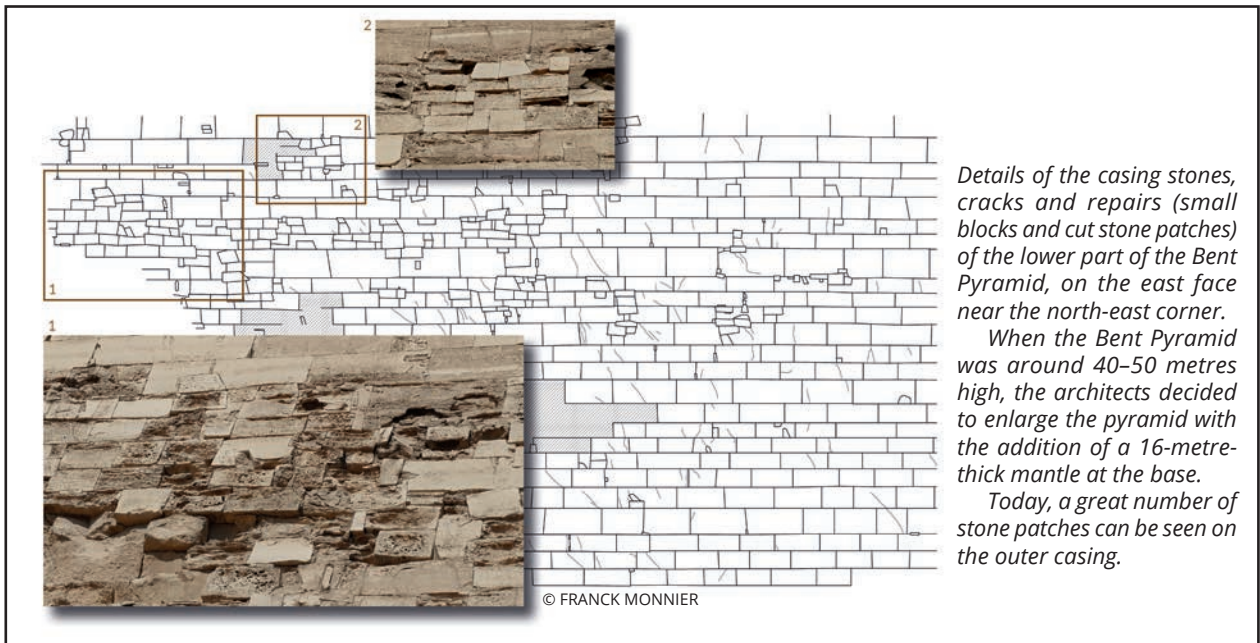 2
2
1
1
Details of the casing stones,
cracks and repairs (small
blocks and cut stone patches)
of the lower part of the Bent
Pyramid, on the east face
near the north-east corner.
When the Bent Pyramid
was around 40–50 metres
high, the architects decided
to enlarge the pyramid with
the addition of a 16-metre-
thick mantle at the base.
Today, a great number of
stone patches can be seen on
the outer casing.
© FRANCK MONNIER